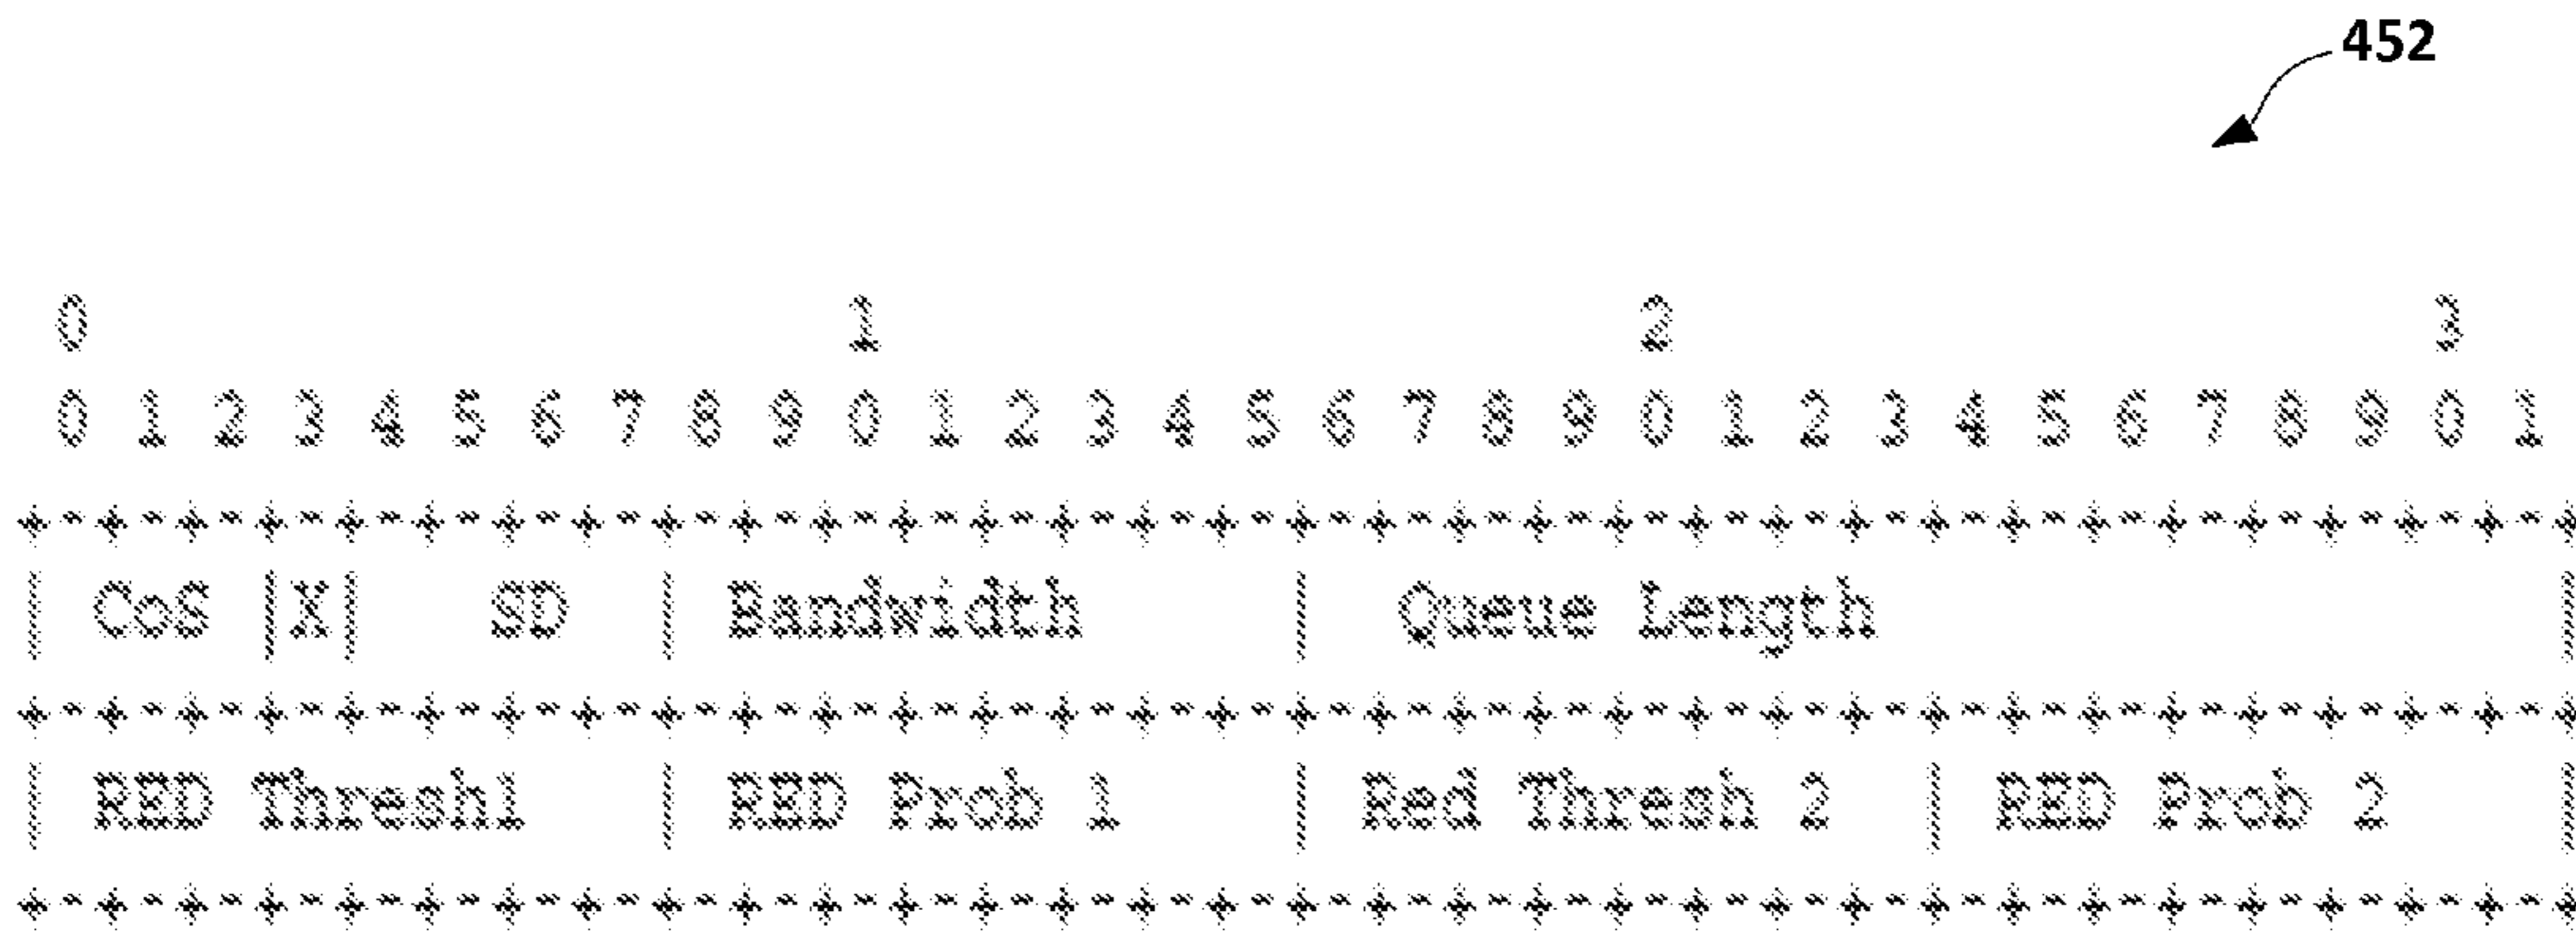 452
0 1 2 3
0 1 2 3 4 5 6 7 8 9 0 1 2 3 4 5 6 7 8 9 0 1 2 3 4 5 6 7 8 9 0 1
+-+-+-+-+-+-+-+-+-+-+-+-+-+-+-+-+-+-+-+-+-+-+-+-+-+-+-+-+-+-+-+-+
| CoS |X| SD | Bandwidth | Queue Length |
+-+-+-+-+-+-+-+-+-+-+-+-+-+-+-+-+-+-+-+-+-+-+-+-+-+-+-+-+-+-+-+-+
| RED Thresh1 | RED Prob 1 | Red Thresh 2 | RED Prob 2 |
+-+-+-+-+-+-+-+-+-+-+-+-+-+-+-+-+-+-+-+-+-+-+-+-+-+-+-+-+-+-+-+-+